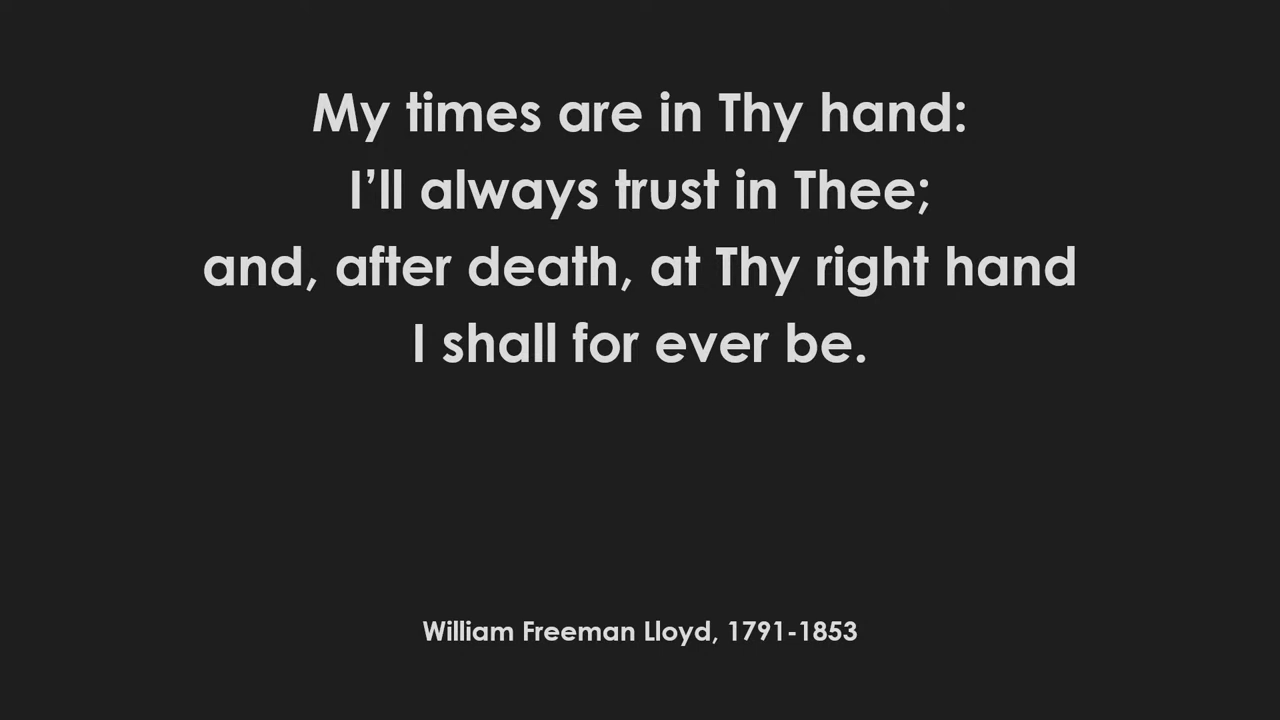 My times are in Thy hand:
I’ll always trust in Thee;
and, after death, at Thy right hand
I shall for ever be.
William Freeman Lloyd, 1791-1853